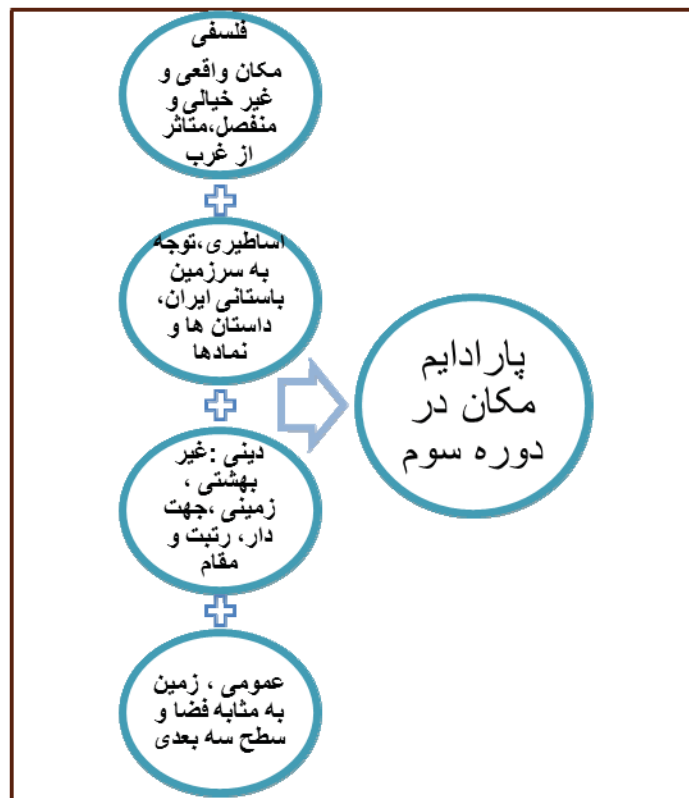 فلسفی
مکان واقعی و
غیر خیالی و
منفصل،متاثر
از غرب
اساطیری،توجه
به سرزمین
باستانی ایران،
داستان ها و
نمادها
دینی :غیر
بهشتی ،
زمینی ،جهت
دار، رتبت و
مقام
عمومی ، زمین
به مثابه فضا و
سطح سه بعدی
پارادایم
مکان در
دوره سوم